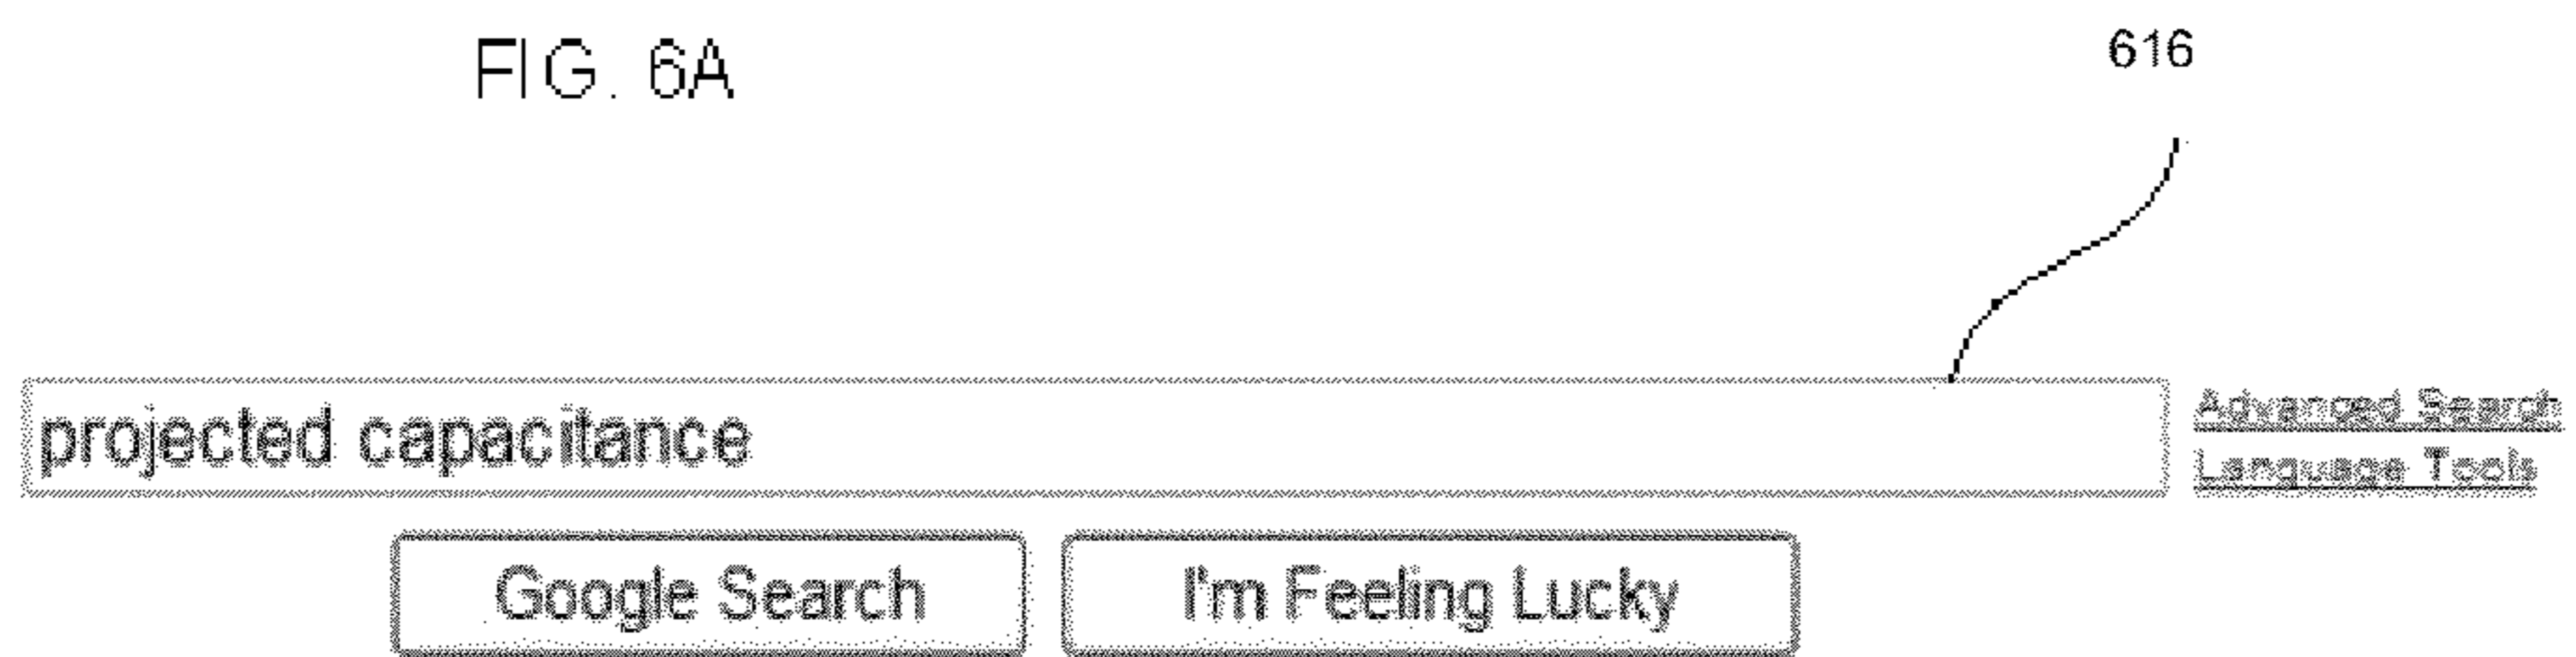 FIG. 6A
616
projected capacitance
Advanced Search
Language Tools
Google Search
I'm Feeling Lucky